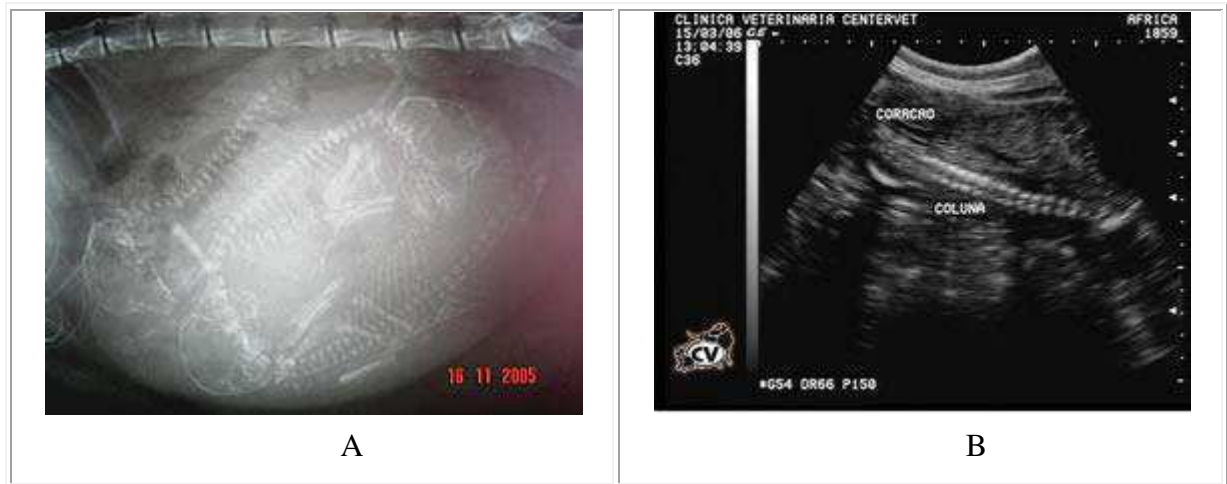 16 11 2005
A
CLINICA VETERINARIA CENTERVET
AFRICA
15/03/06
1859
13:04:39
C36
CORACAO
COLUNA
CV
*G54 DR66 P150
B